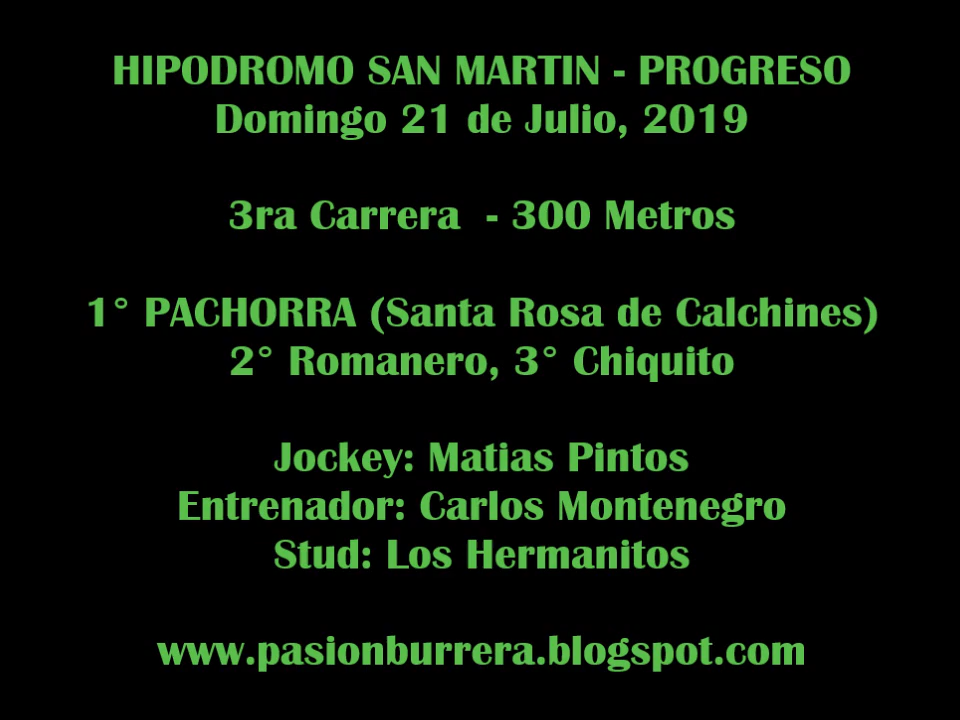 HIPODROMO SAN MARTIN - PROGRESO
Domingo 21 de Julio, 2019
3ra Carrera - 300 Metros
1° PACHORRA (Santa Rosa de Calchines)
2° Romanero, 3° Chiquito
Jockey: Matias Pintos
Entrenador: Carlos Montenegro
Stud: Los Hermanitos
www.pasionburrera.blogspot.com